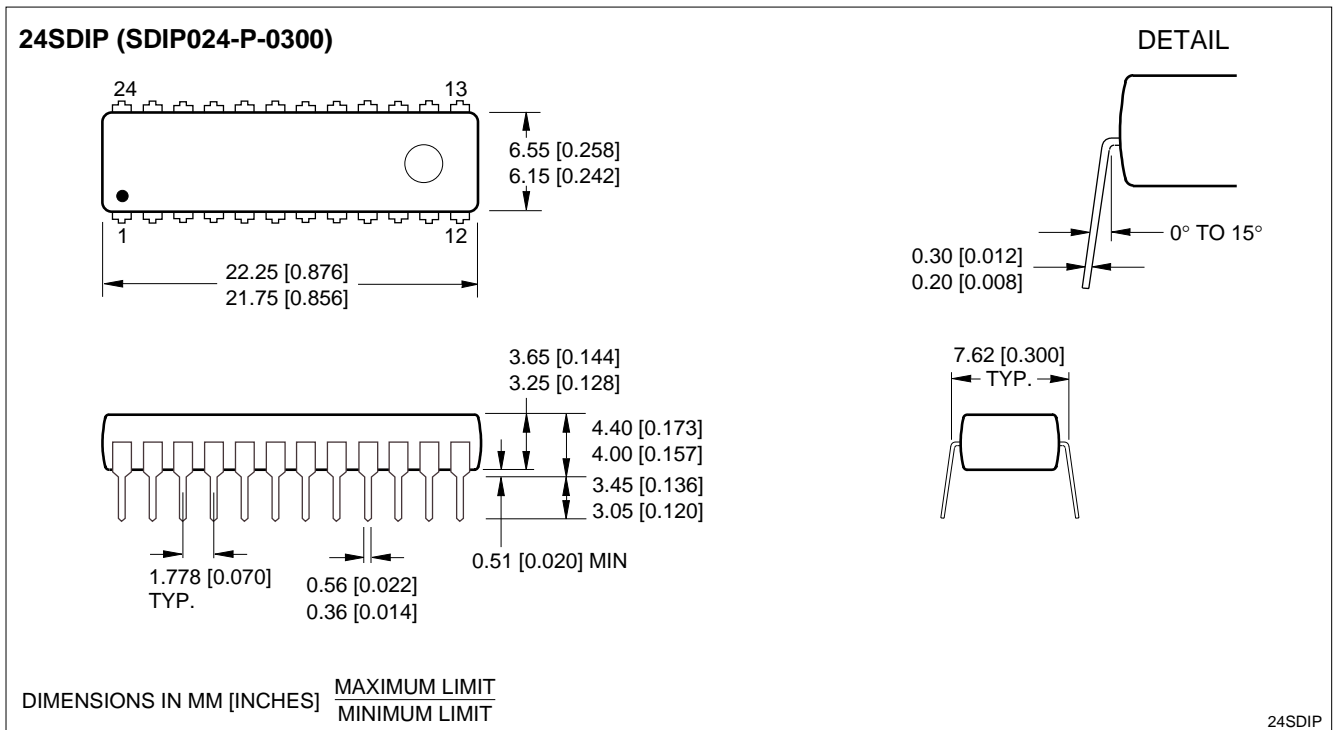 24SDIP (SDIP024-P-0300)
DETAIL
24
13
6.55 [0.258]
6.15 [0.242]
1
12
22.25 [0.876]
21.75 [0.856]
0° TO 15°
0.30 [0.012]
0.20 [0.008]
3.65 [0.144]
3.25 [0.128]
4.40 [0.173]
4.00 [0.157]
3.45 [0.136]
3.05 [0.120]
0.51 [0.020] MIN
1.778 [0.070]
TYP.
0.56 [0.022]
0.36 [0.014]
7.62 [0.300]
TYP.
DIMENSIONS IN MM [INCHES]
MAXIMUM LIMIT
MINIMUM LIMIT
24SDIP